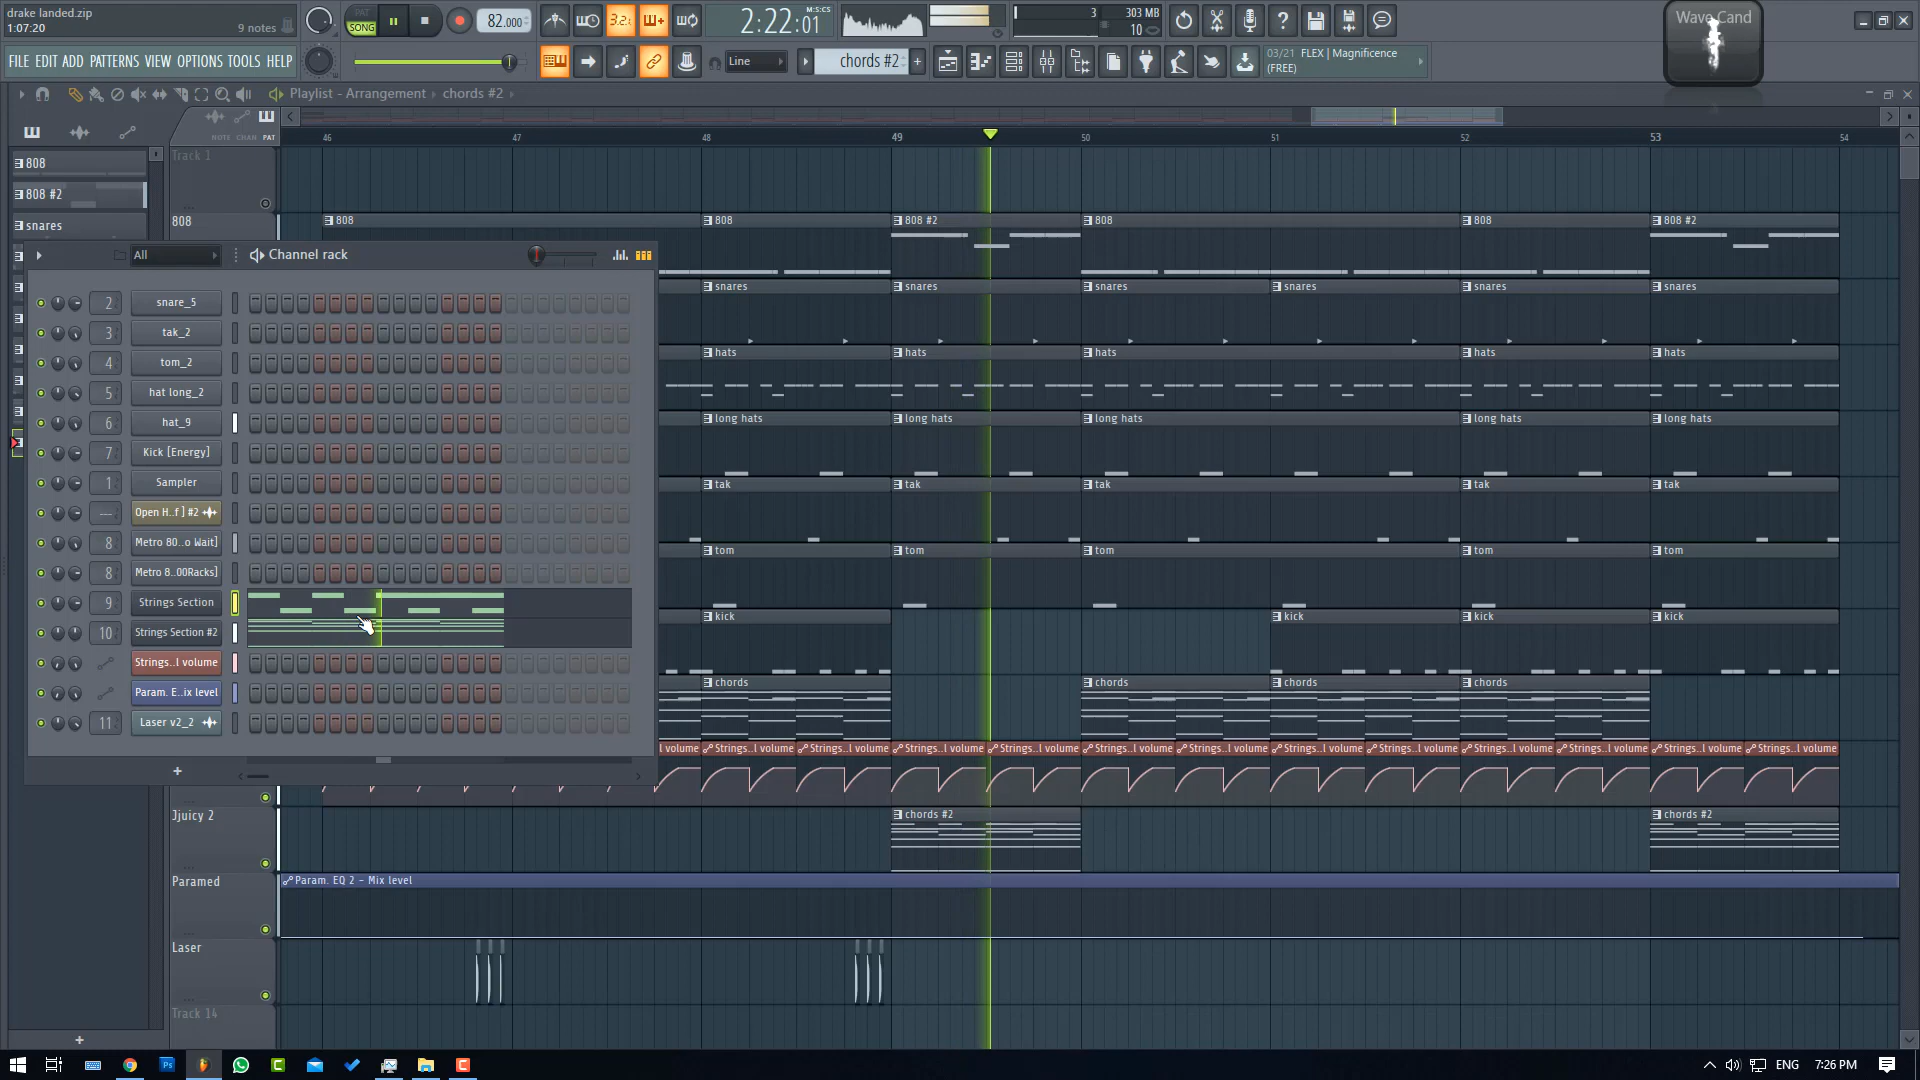 drake landed.zip
1:07:20
9 notes
PAT
SONG
82.000
3.2.
2:22:01
M:S:CS
3
303 MB
10
Wave Cand
FILE EDIT ADD PATTERNS VIEW OPTIONS TOOLS HELP
Line
chords #2
03/21 FLEX | Magnificence
(FREE)
Playlist - Arrangement
chords #2
NOTE CHAN PAT
46
47
48
49
50
51
52
53
54
808
808 #2
snares
Track 1
808
808
808
808 #2
808
808
808 #2
All
Channel rack
2
snare_5
3
tak_2
4
tom_2
5
hat long_2
6
hat_9
7
Kick [Energy]
1
Sampler
---
Open H..f ] #2
8
Metro 80..o Wait]
8
Metro 8..00Racks]
9
Strings Section
10
Strings Section #2
Strings..l volume
Param. E..ix level
11
Laser v2_2
snares
snares
snares
snares
snares
snares
hats
hats
hats
hats
hats
long hats
long hats
long hats
long hats
long hats
tak
tak
tak
tak
tak
tom
tom
tom
tom
tom
kick
kick
kick
kick
chords
chords
chords
chords
l volume
Strings..l volume
Strings..l volume
Strings..l volume
Strings..l volume
Strings..l volume
Strings..l volume
Strings..l volume
Strings..l volume
Strings..l volume
Strings..l volume
Strings..l volume
Strings..l volume
Jjuicy 2
chords #2
chords #2
Paramed
Param. EQ 2 - Mix level
Laser
Track 14
Ps
ENG
7:26 PM